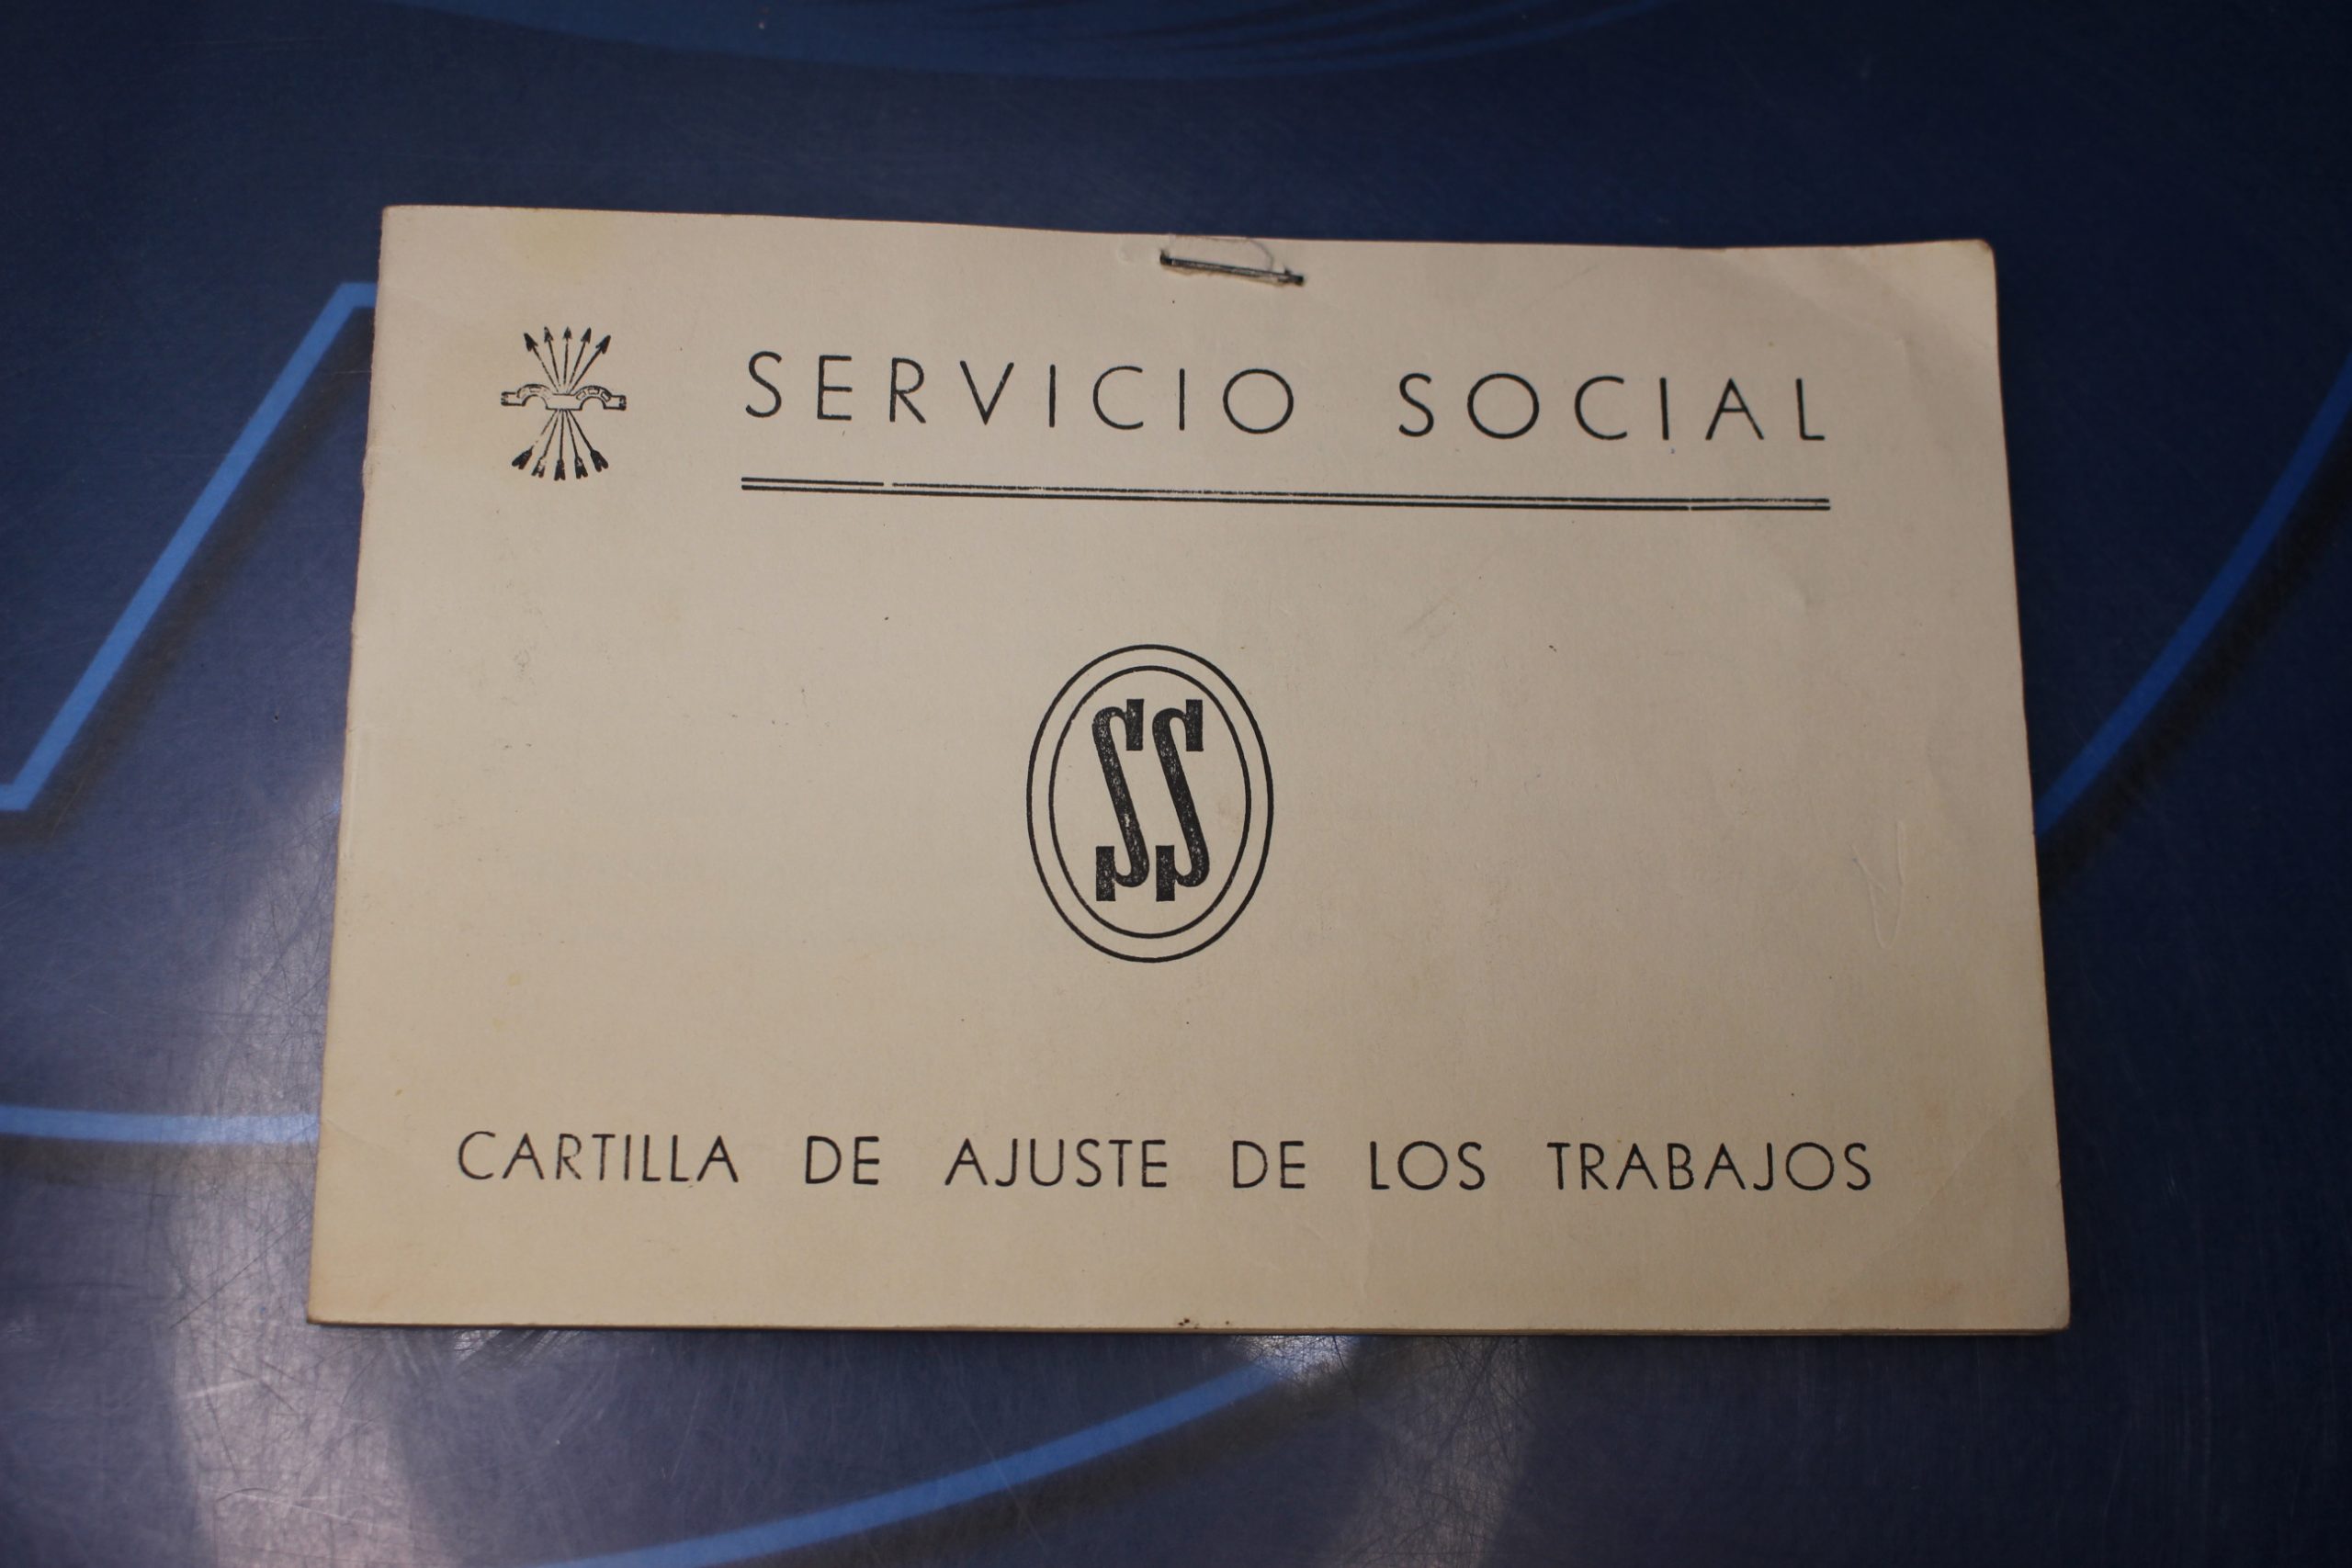 SERVICIO SOCIAL
SS
CARTILLA DE AJUSTE DE LOS TRABAJOS